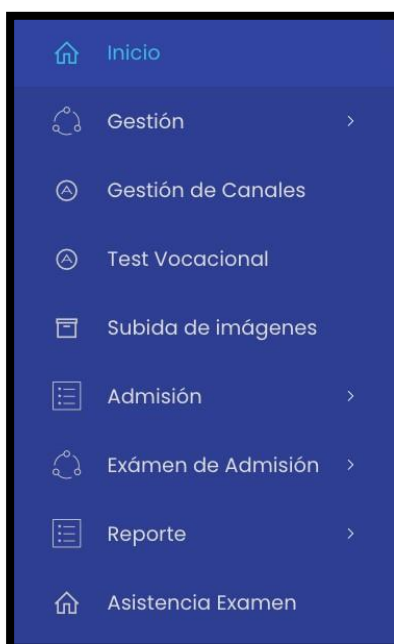 Inicio
Gestión
Gestión de Canales
Test Vocacional
Subida de imágenes
Admisión
Exámen de Admisión
Reporte
Asistencia Examen